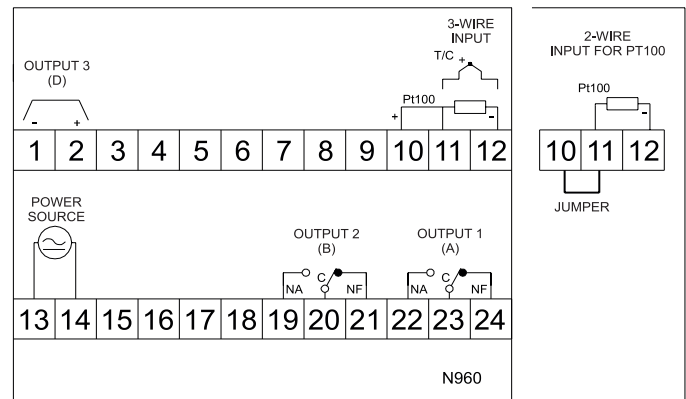 3-WIRE
INPUT
T/C +
OUTPUT 3
(D)
- +
Pt100
+ -
1 2 3 4 5 6 7 8 9 10 11 12
POWER
SOURCE
OUTPUT 2
(B)
OUTPUT 1
(A)
NA C NF
NA C NF
13 14 15 16 17 18 19 20 21 22 23 24
N960
2-WIRE
INPUT FOR PT100
Pt100
-
10 11 12
JUMPER